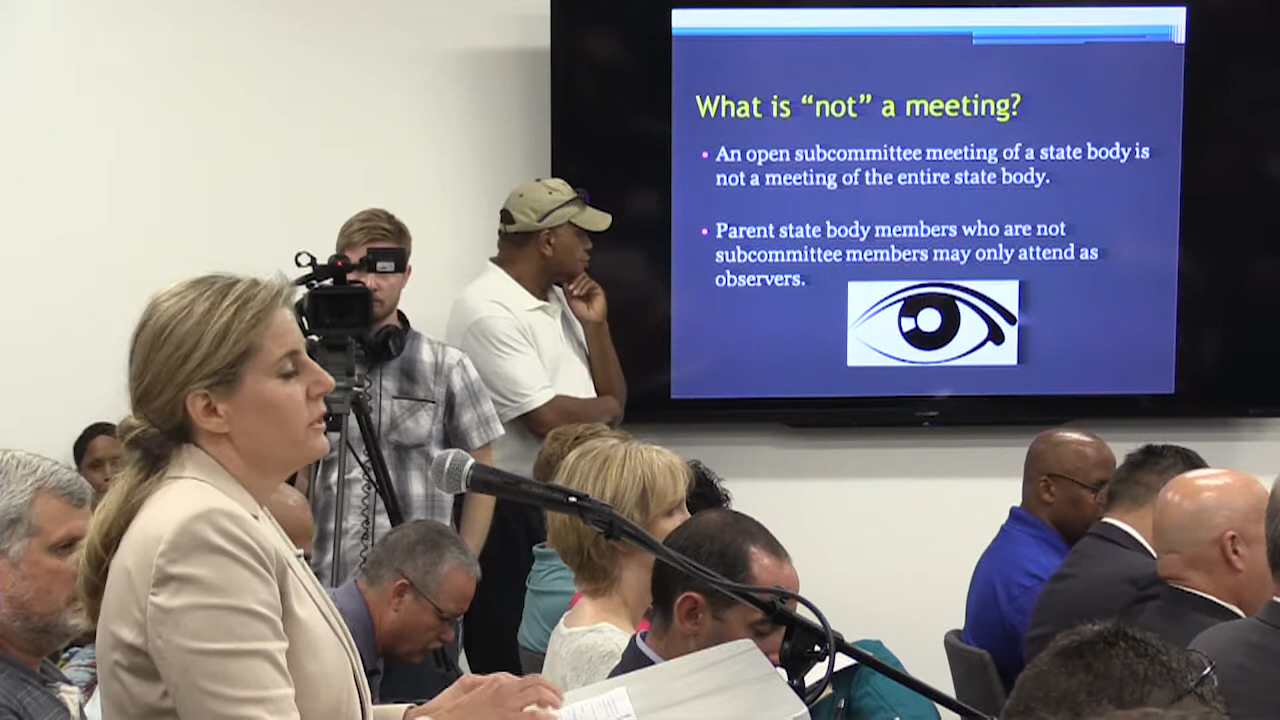 What is “not” a meeting?
• An open subcommittee meeting of a state body is
not a meeting of the entire state body.
• Parent state body members who are not
subcommittee members may only attend as
observers.